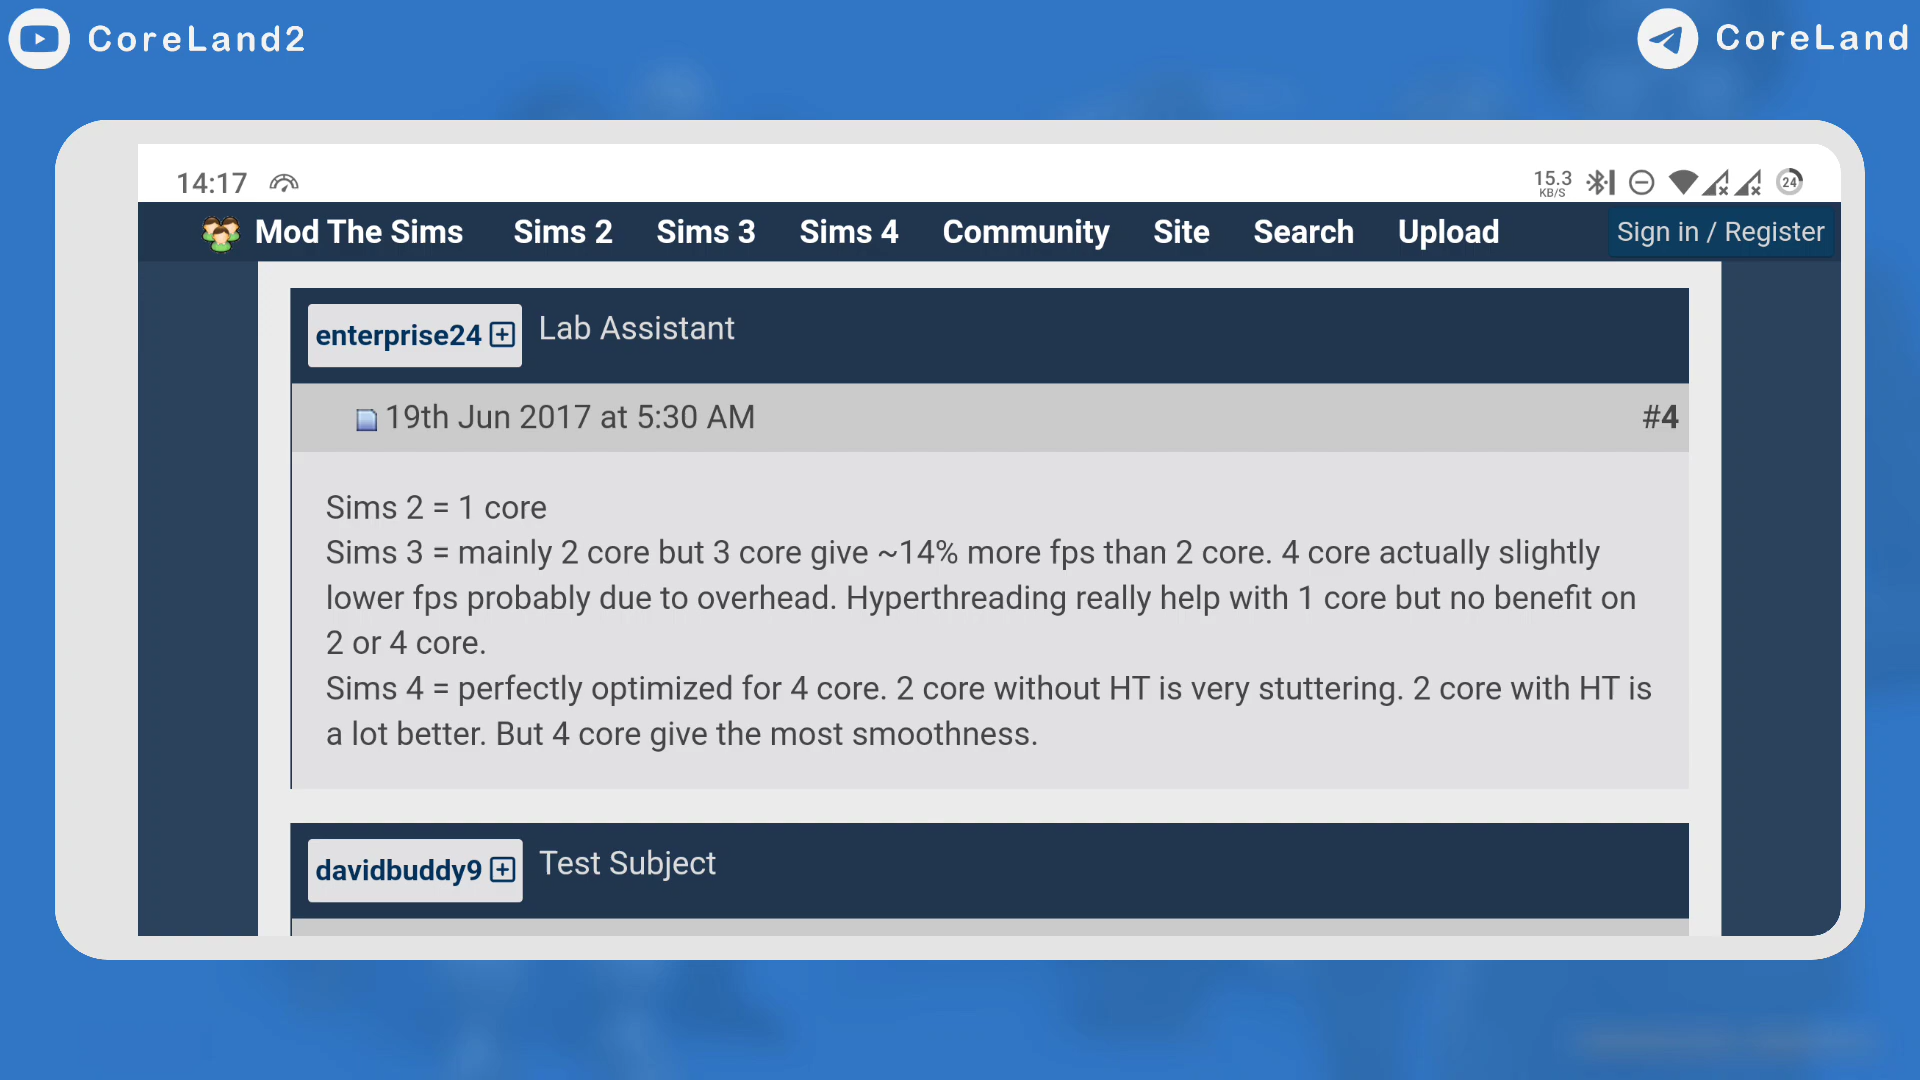 CoreLand2
CoreLand
14:17
15.3
KB/S
24
Mod The Sims Sims 2 Sims 3 Sims 4 Community Site Search Upload Sign in / Register
enterprise24 Lab Assistant
19th Jun 2017 at 5:30 AM #4
Sims 2 = 1 core
Sims 3 = mainly 2 core but 3 core give ~14% more fps than 2 core. 4 core actually slightly
lower fps probably due to overhead. Hyperthreading really help with 1 core but no benefit on
2 or 4 core.
Sims 4 = perfectly optimized for 4 core. 2 core without HT is very stuttering. 2 core with HT is
a lot better. But 4 core give the most smoothness.
davidbuddy9 Test Subject